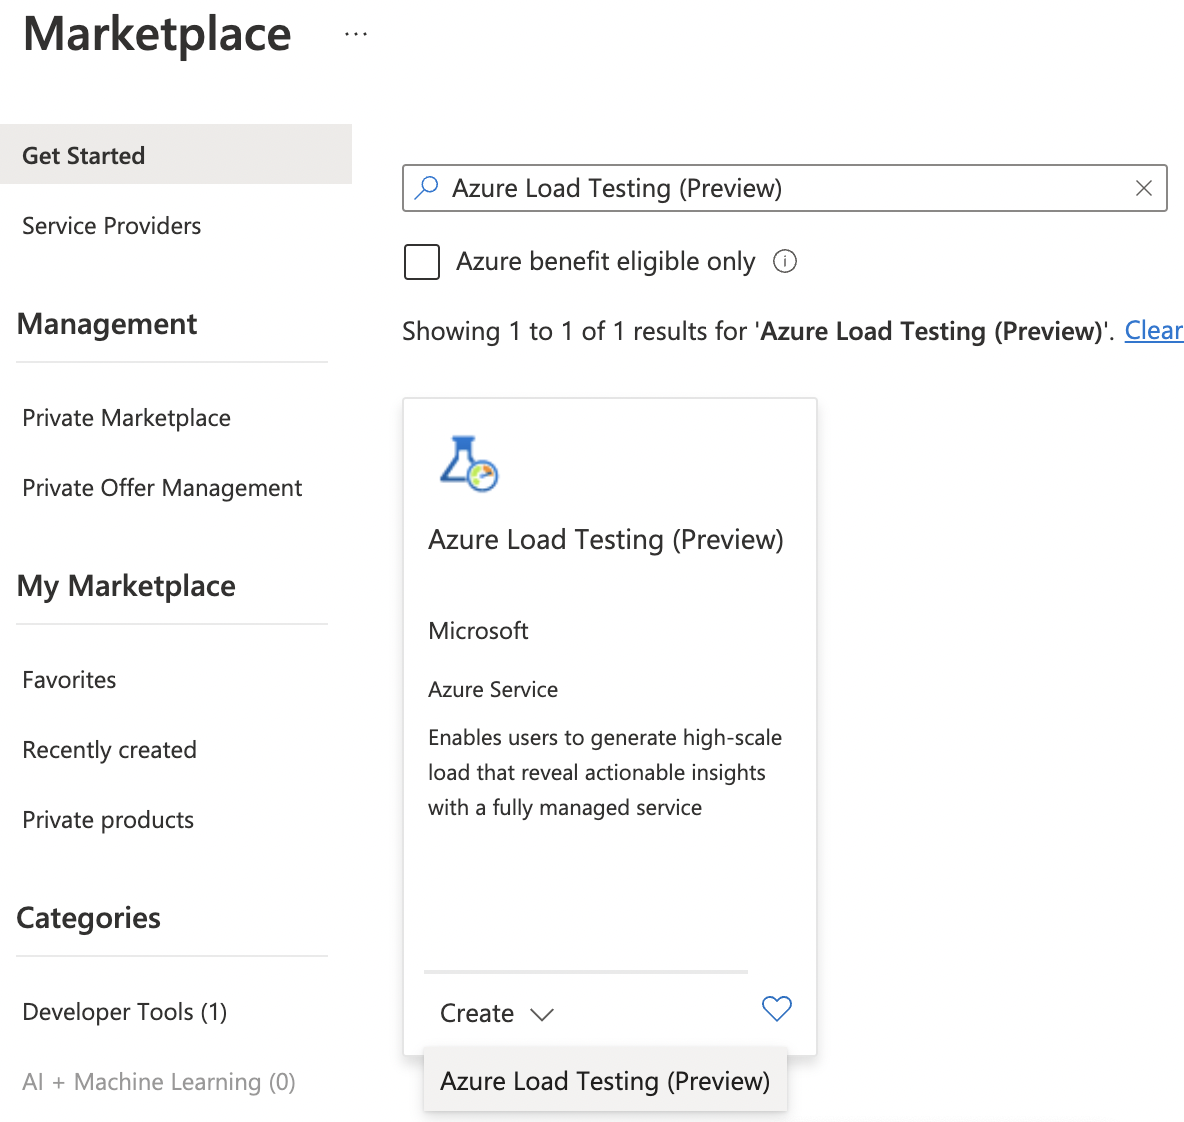 Marketplace ...
Get Started
Service Providers
Management
Private Marketplace
Private Offer Management
My Marketplace
Favorites
Recently created
Private products
Categories
Developer Tools (1)
AI + Machine Learning (0)
Azure Load Testing (Preview)
Azure benefit eligible only
Showing 1 to 1 of 1 results for 'Azure Load Testing (Preview)'. Clear
Azure Load Testing (Preview)
Microsoft
Azure Service
Enables users to generate high-scale
load that reveal actionable insights
with a fully managed service
Create
Azure Load Testing (Preview)